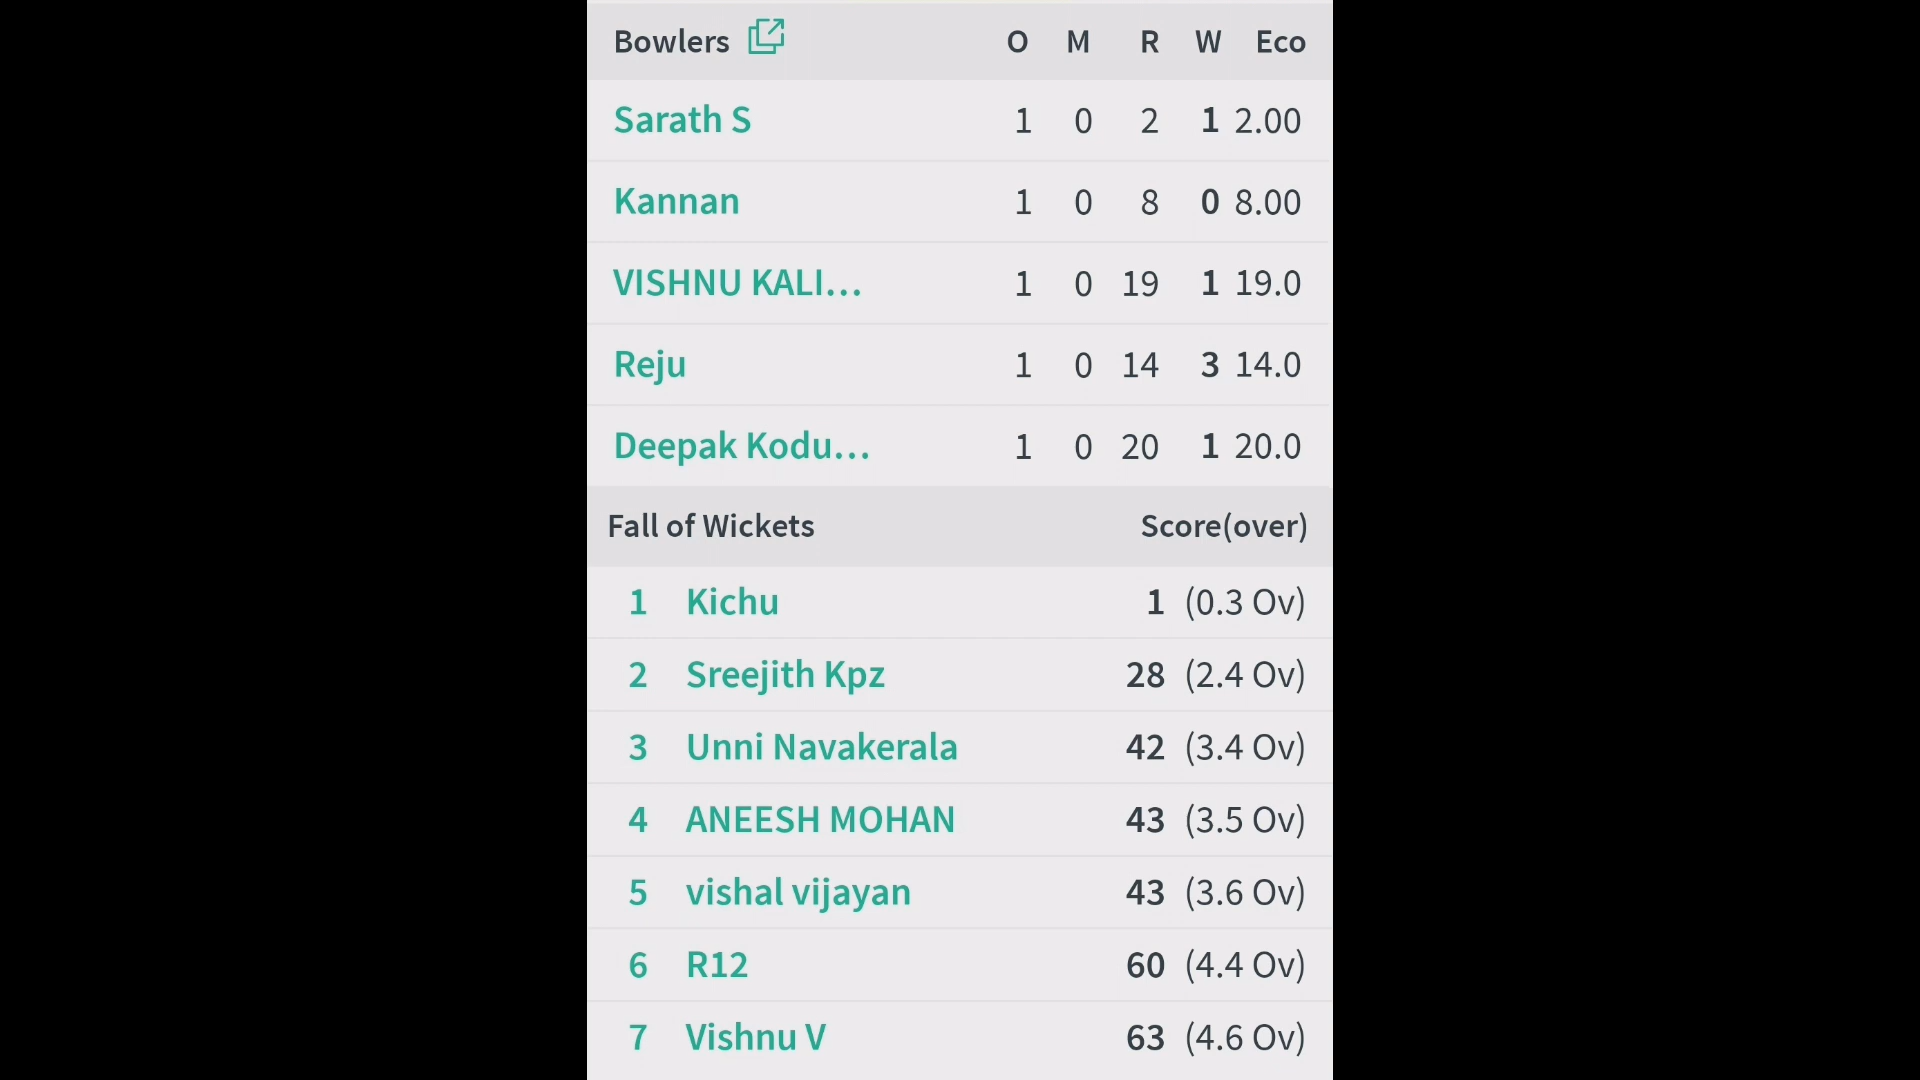 Bowlers O M R W Eco
Sarath S 1 0 2 1 2.00
Kannan 1 0 8 0 8.00
VISHNU KALI... 1 0 19 1 19.0
Reju 1 0 14 3 14.0
Deepak Kodu... 1 0 20 1 20.0
Fall of Wickets Score(over)
1 Kichu 1 (0.3 Ov)
2 Sreejith Kpz 28 (2.4 Ov)
3 Unni Navakerala 42 (3.4 Ov)
4 ANEESH MOHAN 43 (3.5 Ov)
5 vishal vijayan 43 (3.6 Ov)
6 R12 60 (4.4 Ov)
7 Vishnu V 63 (4.6 Ov)